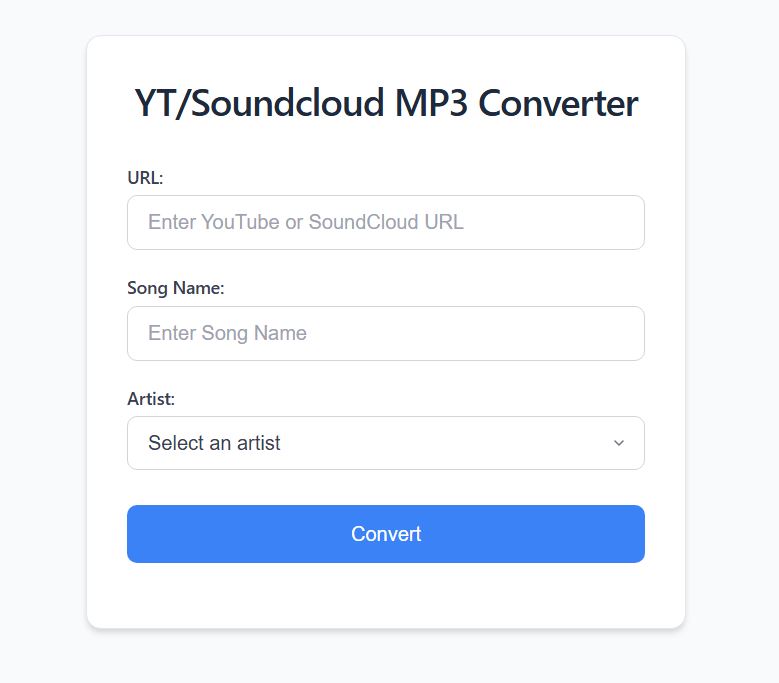 YT/Soundcloud MP3 Converter
URL:
Enter YouTube or SoundCloud URL
Song Name:
Enter Song Name
Artist:
Select an artist
Convert